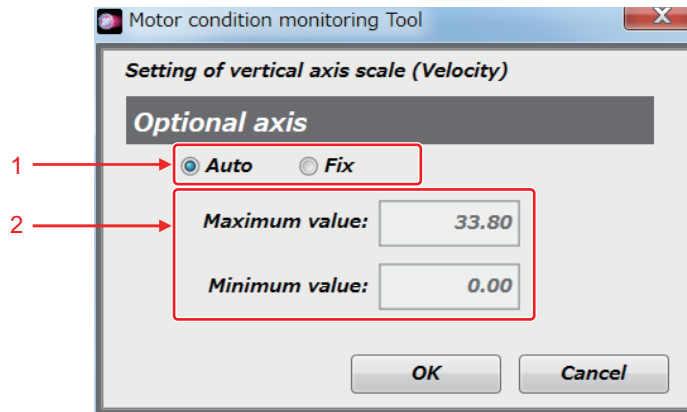 Motor condition monitoring Tool
X
Setting of vertical axis scale (Velocity)
Optional axis
1
Auto Fix
2
Maximum value: 33.80
Minimum value: 0.00
OK Cancel